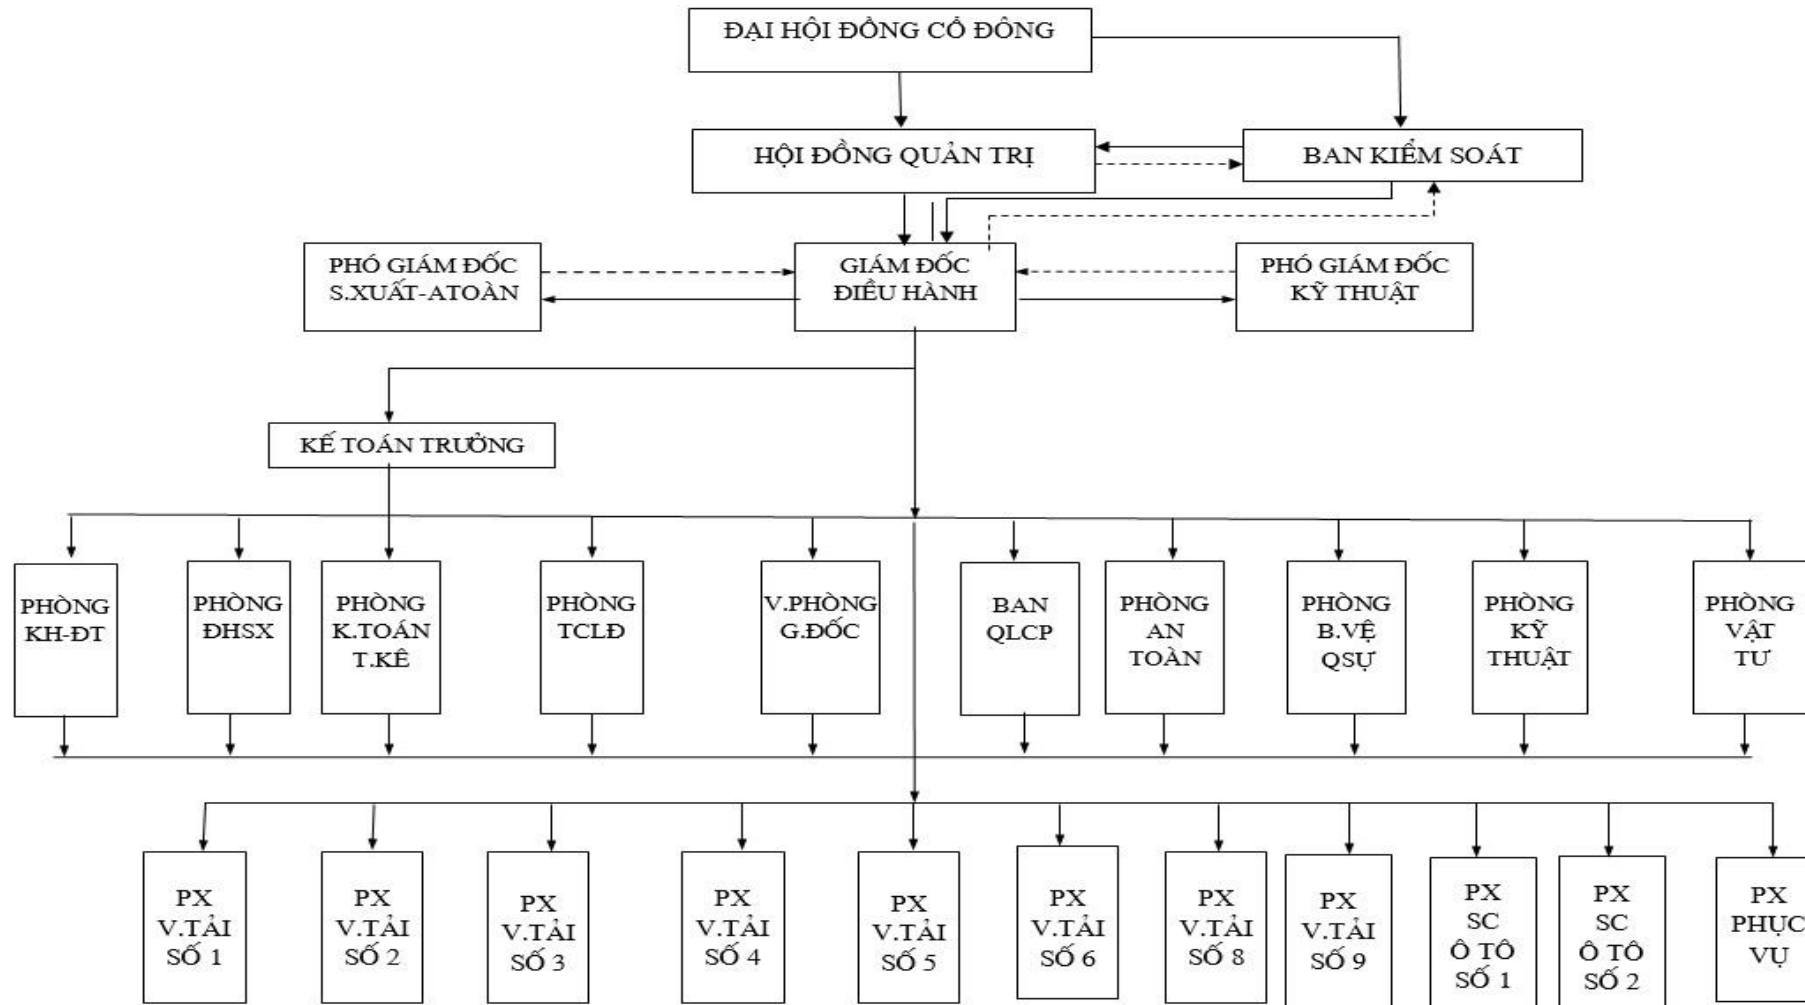 ĐẠI HỘI ĐỒNG CỔ ĐÔNG
HỘI ĐỒNG QUẢN TRỊ
BAN KIỂM SOÁT
PHÓ GIÁM ĐỐC
S.XUẤT-ATOÀN
GIÁM ĐỐC
ĐIỀU HÀNH
PHÓ GIÁM ĐỐC
KỸ THUẬT
KẾ TOÁN TRƯỞNG
PHÒNG
KH-ĐT
PHÒNG
ĐHSX
PHÒNG
K.TOÁN
T.KÊ
PHÒNG
TCLĐ
V.PHÒNG
G.ĐỐC
BAN
QLCP
PHÒNG
AN
TOÀN
PHÒNG
B.VỆ
QSỰ
PHÒNG
KỸ
THUẬT
PHÒNG
VẬT
TƯ
PX
V.TẢI
SỐ 1
PX
V.TẢI
SỐ 2
PX
V.TẢI
SỐ 3
PX
V.TẢI
SỐ 4
PX
V.TẢI
SỐ 5
PX
V.TẢI
SỐ 6
PX
V.TẢI
SỐ 8
PX
V.TẢI
SỐ 9
PX
SC
Ô TÔ
SỐ 1
PX
SC
Ô TÔ
SỐ 2
PX
PHỤC
VỤ